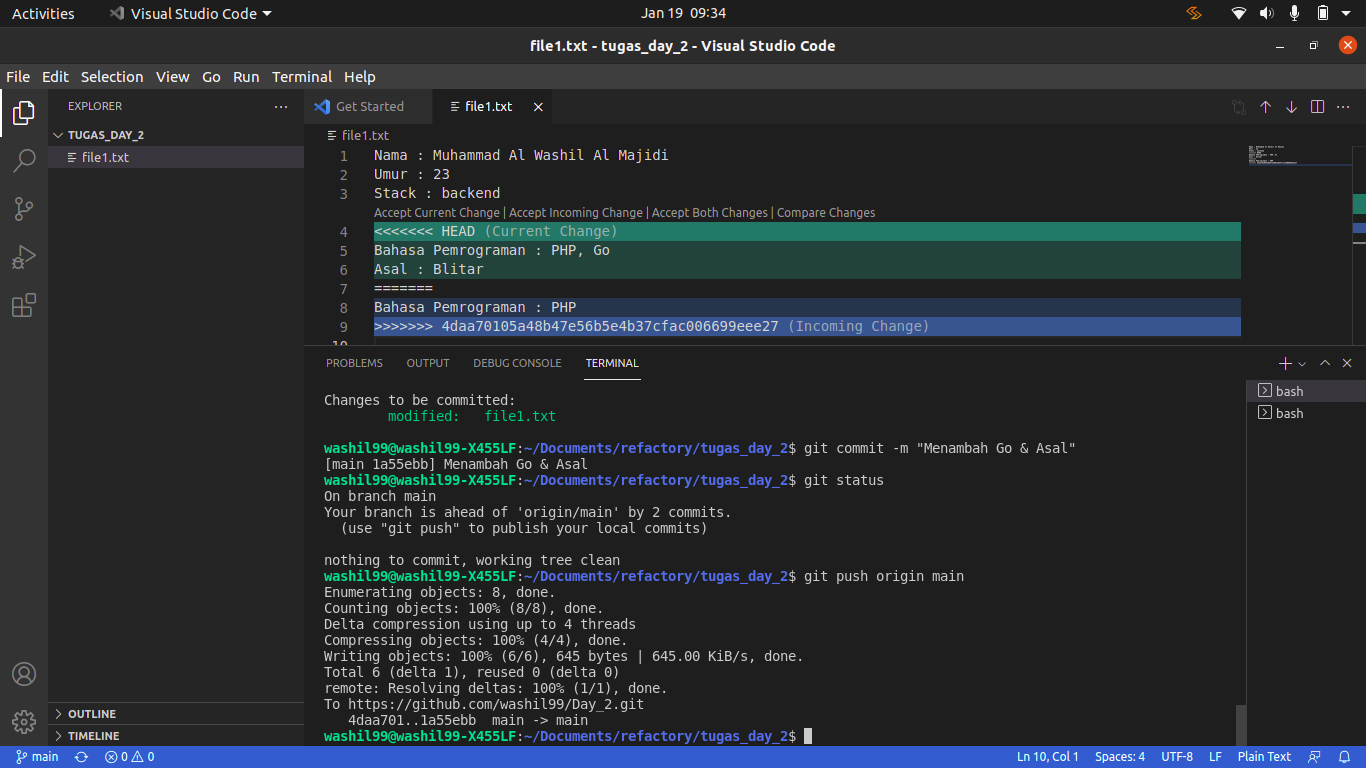 Activities
Visual Studio Code
Jan 19 09:34
file1.txt - tugas_day_2 - Visual Studio Code
File Edit Selection View Go Run Terminal Help
EXPLORER
TUGAS_DAY_2
file1.txt
OUTLINE
TIMELINE
Get Started
file1.txt
file1.txt
1 Nama : Muhammad Al Washil Al Majidi
2 Umur : 23
3 Stack : backend
Accept Current Change | Accept Incoming Change | Accept Both Changes | Compare Changes
4 <<<<<<< HEAD (Current Change)
5 Bahasa Pemrograman : PHP, Go
6 Asal : Blitar
7 =======
8 Bahasa Pemrograman : PHP
9 >>>>>>> 4daa70105a48b47e56b5e4b37cfac006699eee27 (Incoming Change)
10
PROBLEMS OUTPUT DEBUG CONSOLE TERMINAL
bash
bash
Changes to be committed:
modified: file1.txt
washil99@washil99-X455LF:~/Documents/refactory/tugas_day_2$ git commit -m "Menambah Go & Asal"
[main 1a55ebb] Menambah Go & Asal
washil99@washil99-X455LF:~/Documents/refactory/tugas_day_2$ git status
On branch main
Your branch is ahead of 'origin/main' by 2 commits.
(use "git push" to publish your local commits)
nothing to commit, working tree clean
washil99@washil99-X455LF:~/Documents/refactory/tugas_day_2$ git push origin main
Enumerating objects: 8, done.
Counting objects: 100% (8/8), done.
Delta compression using up to 4 threads
Compressing objects: 100% (4/4), done.
Writing objects: 100% (6/6), 645 bytes | 645.00 KiB/s, done.
Total 6 (delta 1), reused 0 (delta 0)
remote: Resolving deltas: 100% (1/1), done.
To https://github.com/washil99/Day_2.git
4daa701..1a55ebb main -> main
washil99@washil99-X455LF:~/Documents/refactory/tugas_day_2$
main 0 0 Ln 10, Col 1 Spaces: 4 UTF-8 LF Plain Text